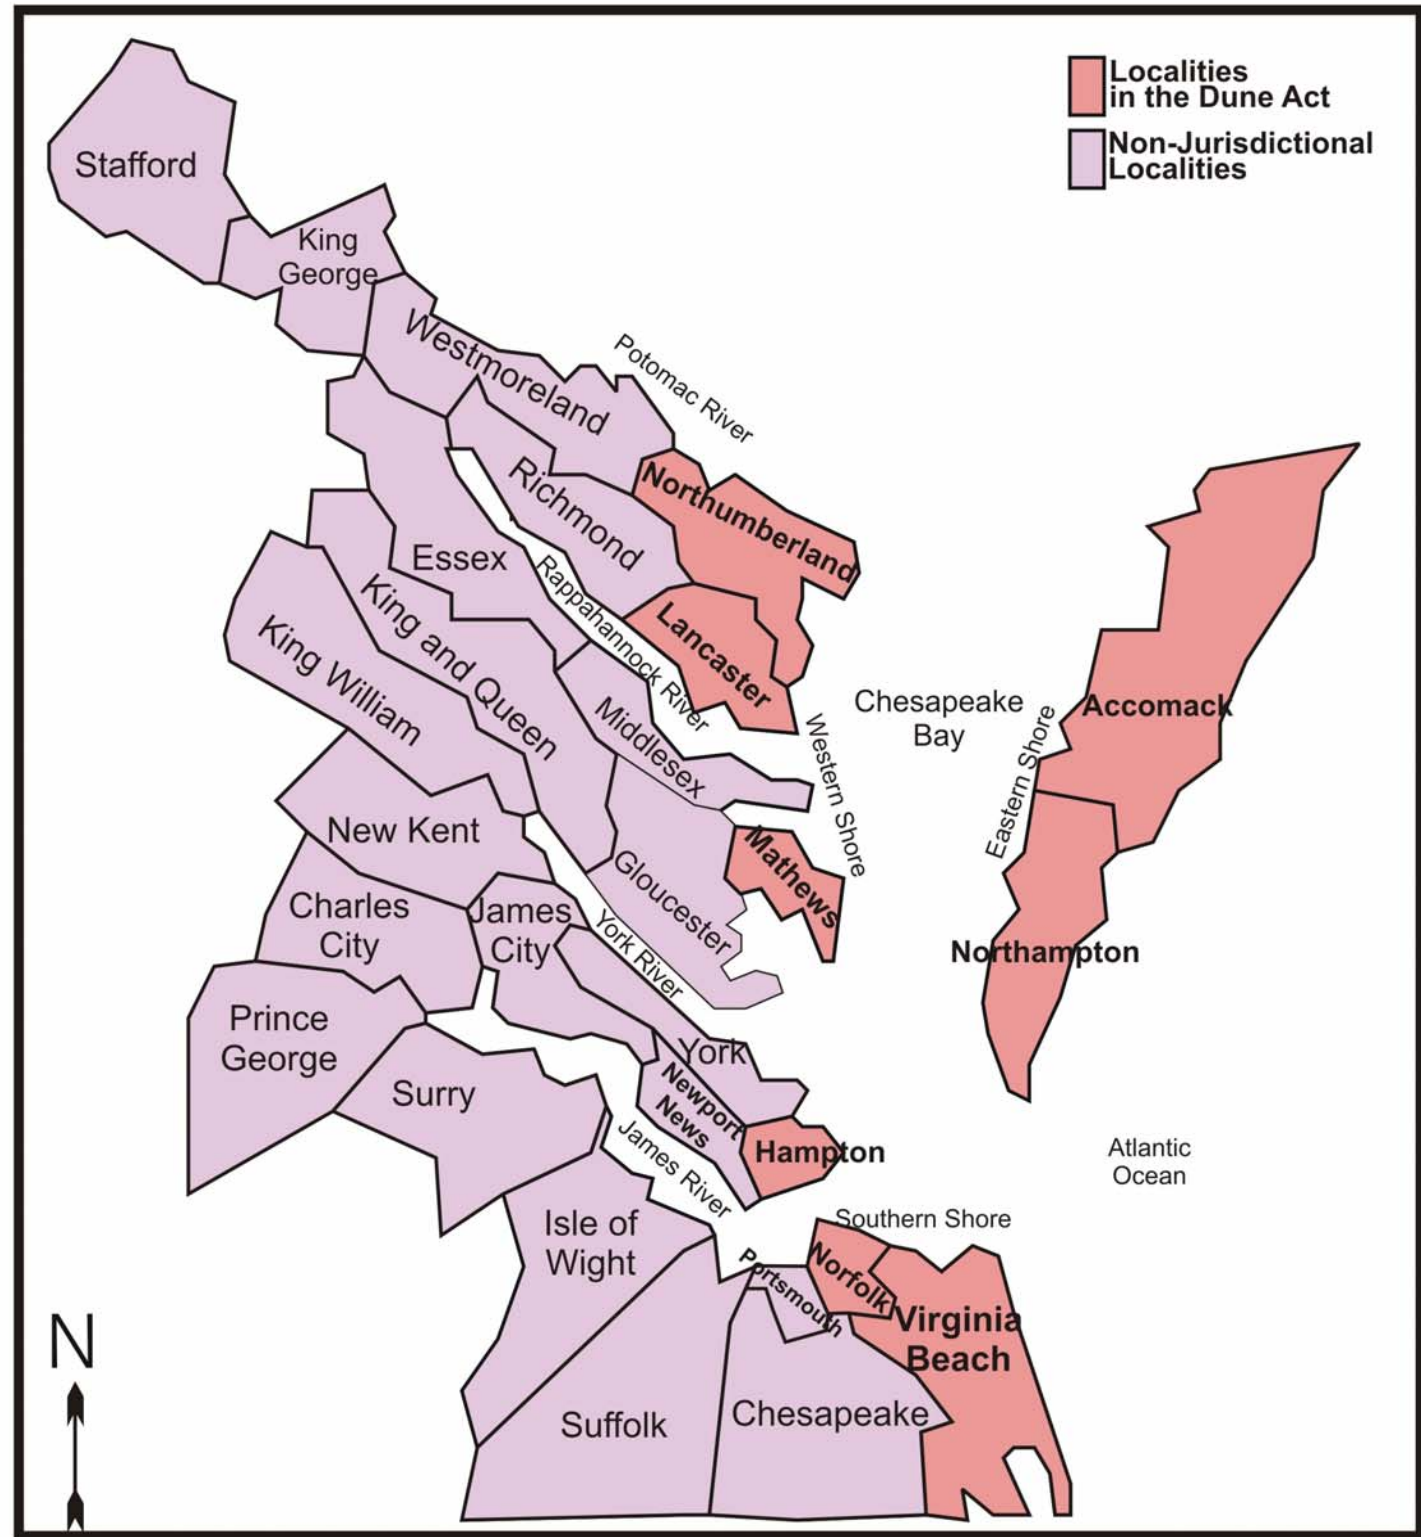 Localities
in the Dune Act
Non-Jurisdictional
Localities
Stafford
King
George
Westmoreland
Potomac River
Northumberland
Richmond
Essex
Rappahannock River
Lancaster
King and Queen
King William
Middlesex
Western Shore
Chesapeake
Bay
Eastern Shore
Accomack
New Kent
Mathews
Gloucester
Charles
City
James
City
York River
Northampton
Prince
George
York
Surry
Newport
News
Hampton
James River
Atlantic
Ocean
Isle of
Wight
Southern Shore
Portsmouth
Norfolk
Virginia
Beach
N
Suffolk
Chesapeake